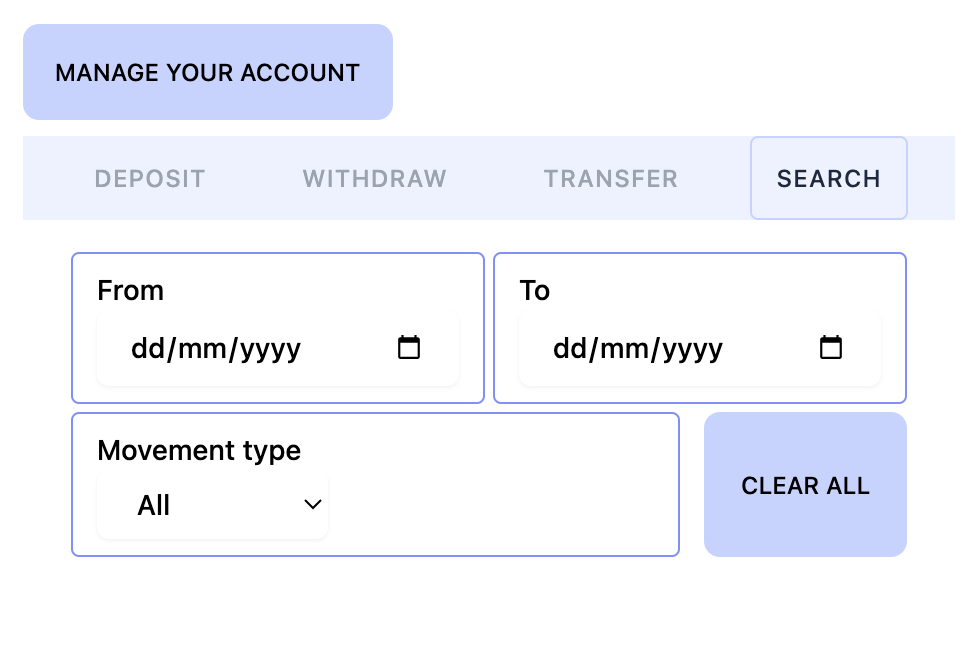 MANAGE YOUR ACCOUNT
DEPOSIT WITHDRAW TRANSFER SEARCH
From To
dd/mm/yyyy dd/mm/yyyy
Movement type
All
CLEAR ALL